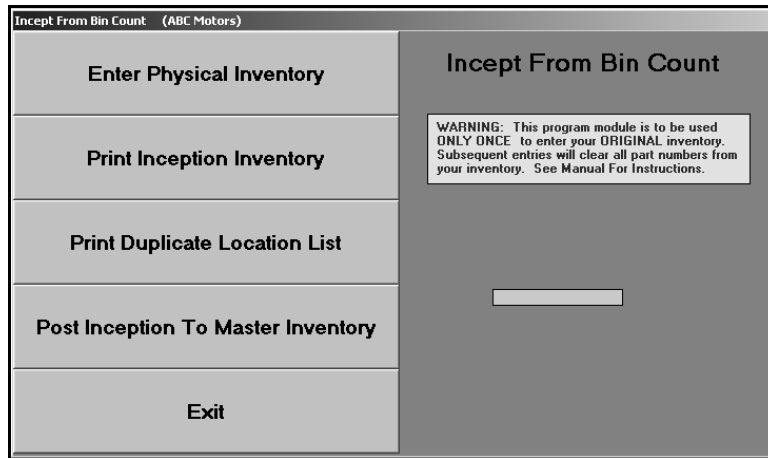 Incept From Bin Count (ABC Motors)
Enter Physical Inventory
Print Inception Inventory
Print Duplicate Location List
Post Inception To Master Inventory
Exit
Incept From Bin Count
WARNING: This program module is to be used
ONLY ONCE to enter your ORIGINAL inventory.
Subsequent entries will clear all part numbers from
your inventory. See Manual For Instructions.